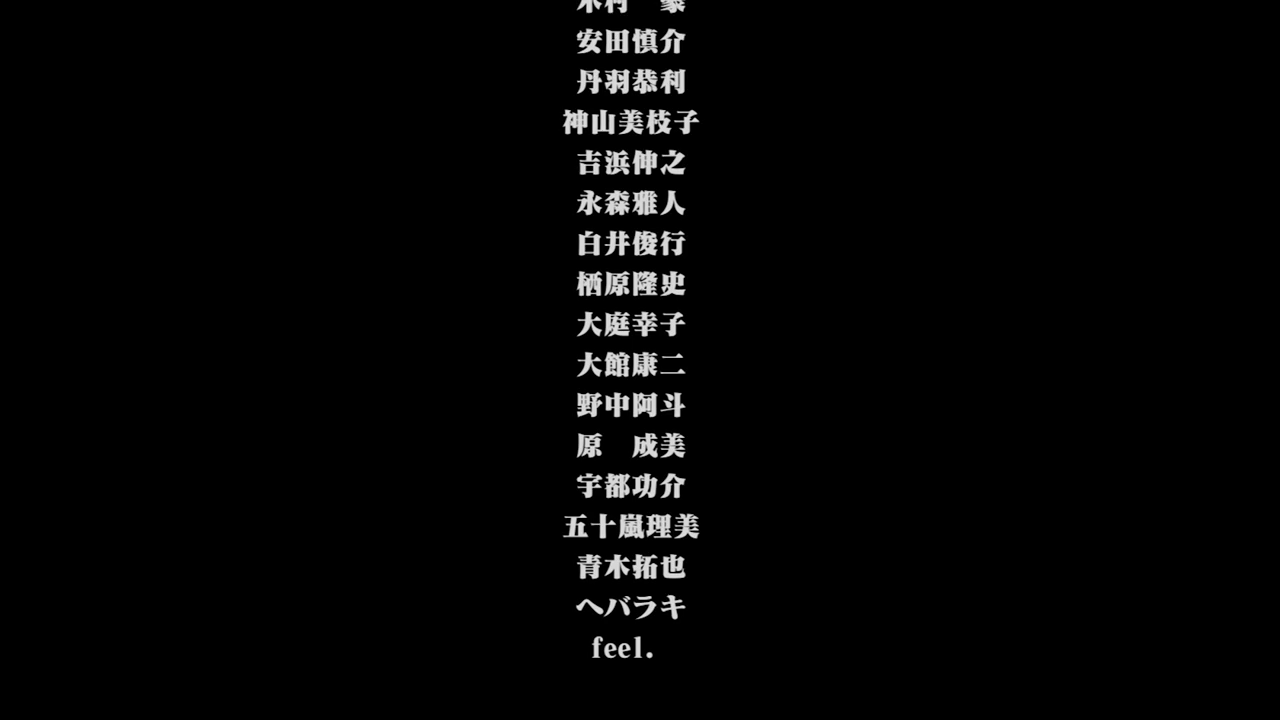 安田慎介
丹羽恭利
神山美枝子
吉浜伸之
永森雅人
白井俊行
栖原隆史
大庭幸子
大館康二
野中阿斗
原　成美
宇都功介
五十嵐理美
青木拓也
ヘバラキ
feel.